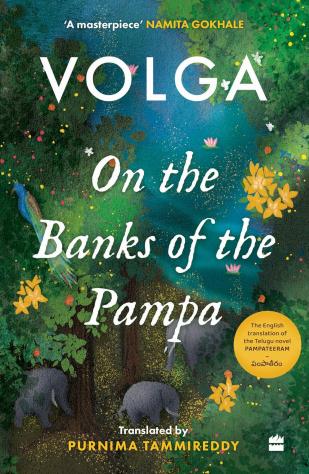 ‘A masterpiece’ NAMITA GOKHALE
VOLGA
On the
Banks of the
Pampa
The English
translation of
the Telugu novel
PAMPATEERAM
–
పంపాతీరం
Translated by
PURNIMA TAMMIREDDY